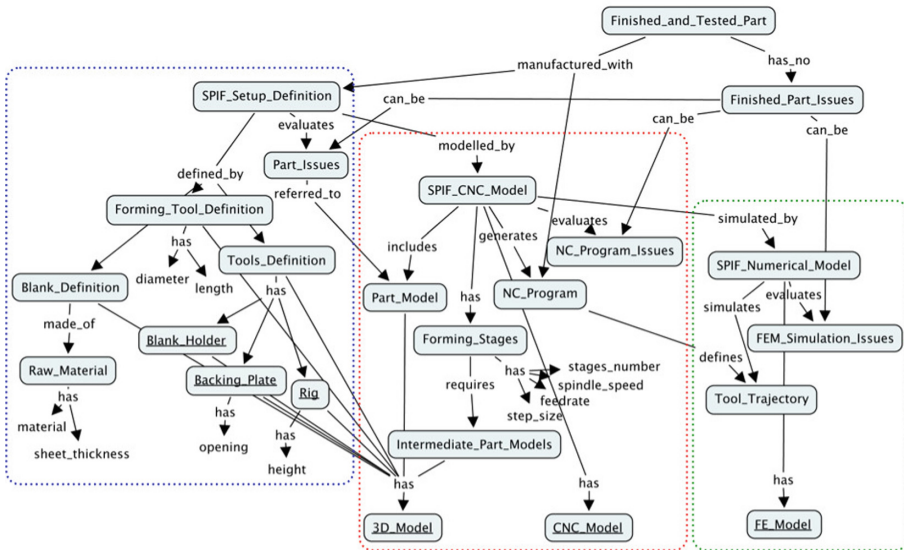 Finished_and_Tested_Part
manufactured_with
has_no
SPIF_Setup_Definition
can_be
Finished_Part_Issues
evaluates
can_be
can_be
modelled_by
Part_Issues
defined_by
referred_to
SPIF_CNC_Model
Forming_Tool_Definition
simulated_by
evaluates
has
includes
generates
NC_Program_Issues
Tools_Definition
diameter
length
SPIF_Numerical_Model
Blank_Definition
has
Part_Model
has
NC_Program
simulates
evaluates
made_of
Blank_Holder
Forming_Stages
FEM_Simulation_Issues
defines
Raw_Material
Backing_Plate
Rig
requires
has
stages_number
spindle_speed
feedrate
step_size
Tool_Trajectory
has
material
sheet_thickness
has
opening
has
height
Intermediate_Part_Models
has
has
has
3D_Model
CNC_Model
FE_Model